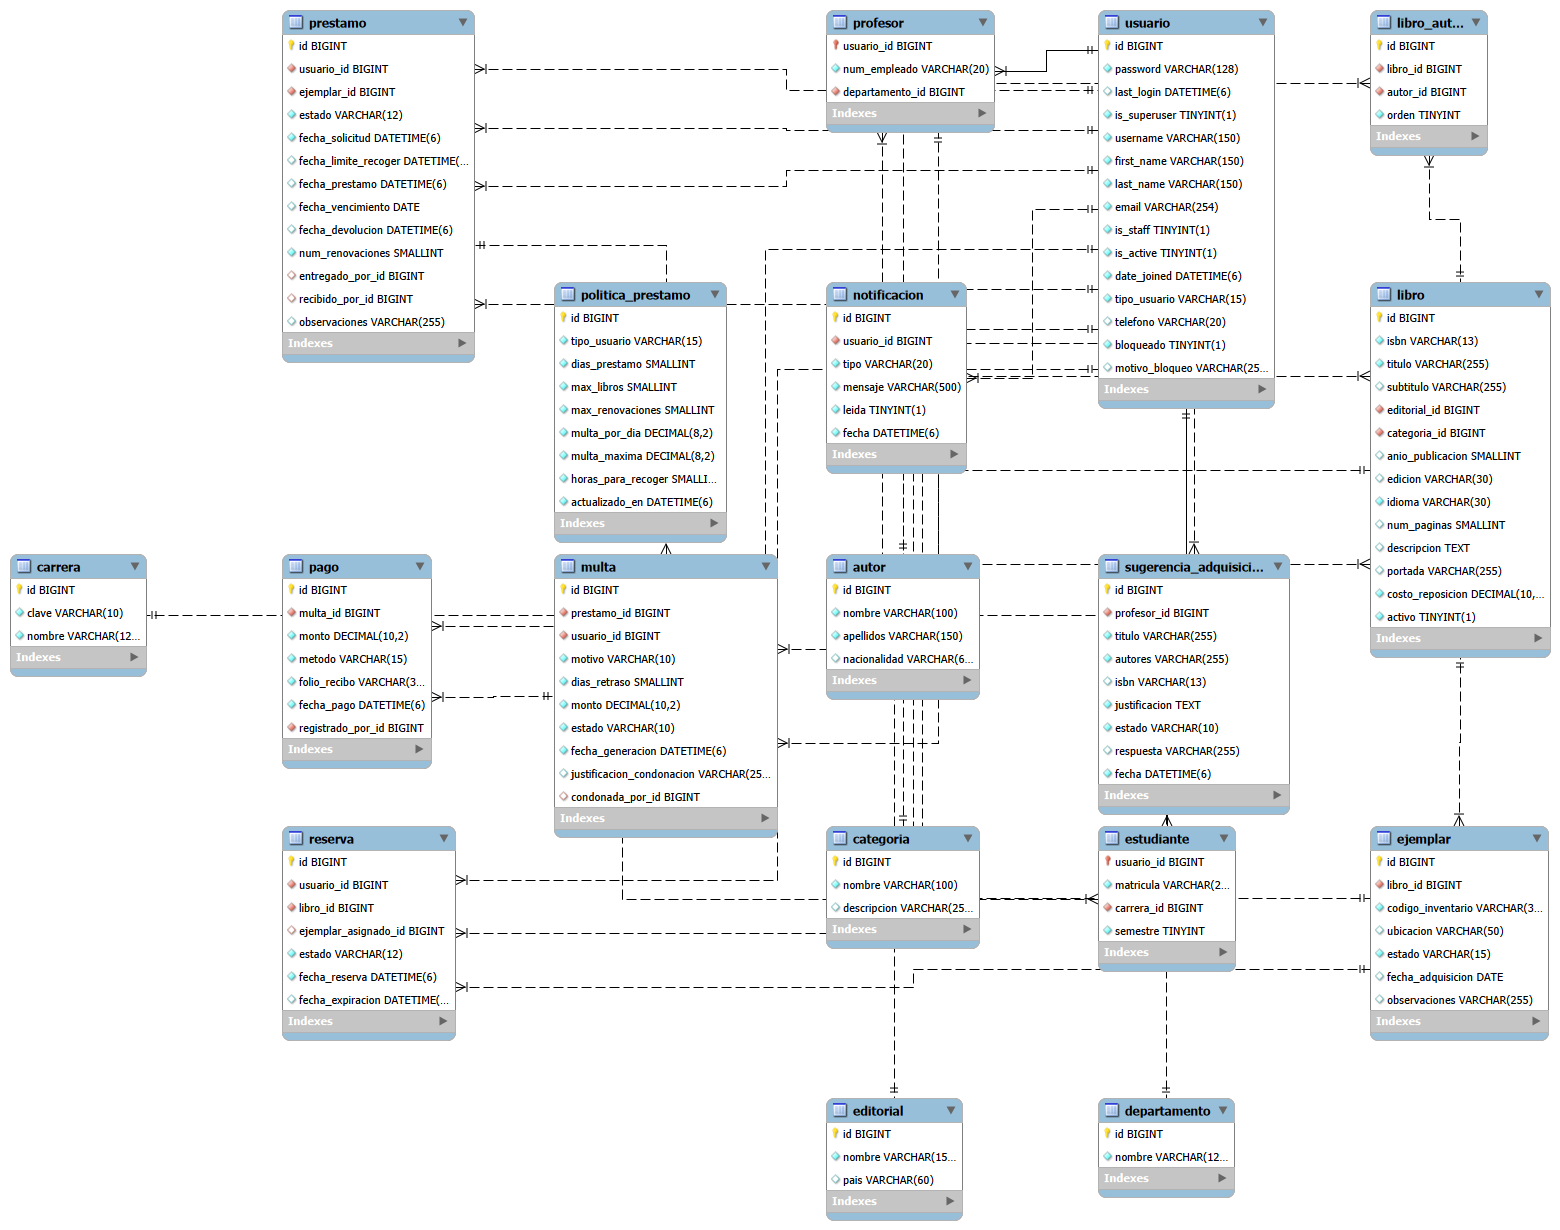 prestamo
id BIGINT
usuario_id BIGINT
ejemplar_id BIGINT
estado VARCHAR(12)
fecha_solicitud DATETIME(6)
fecha_limite_recoger DATETIME(...
fecha_prestamo DATETIME(6)
fecha_vencimiento DATE
fecha_devolucion DATETIME(6)
num_renovaciones SMALLINT
entregado_por_id BIGINT
recibido_por_id BIGINT
observaciones VARCHAR(255)
Indexes
profesor
usuario_id BIGINT
num_empleado VARCHAR(20)
departamento_id BIGINT
Indexes
usuario
id BIGINT
password VARCHAR(128)
last_login DATETIME(6)
is_superuser TINYINT(1)
username VARCHAR(150)
first_name VARCHAR(150)
last_name VARCHAR(150)
email VARCHAR(254)
is_staff TINYINT(1)
is_active TINYINT(1)
date_joined DATETIME(6)
tipo_usuario VARCHAR(15)
telefono VARCHAR(20)
bloqueado TINYINT(1)
motivo_bloqueo VARCHAR(25...
Indexes
libro_aut...
id BIGINT
libro_id BIGINT
autor_id BIGINT
orden TINYINT
Indexes
politica_prestamo
id BIGINT
tipo_usuario VARCHAR(15)
dias_prestamo SMALLINT
max_libros SMALLINT
max_renovaciones SMALLINT
multa_por_dia DECIMAL(8,2)
multa_maxima DECIMAL(8,2)
horas_para_recoger SMALLI...
actualizado_en DATETIME(6)
Indexes
notificacion
id BIGINT
usuario_id BIGINT
tipo VARCHAR(20)
mensaje VARCHAR(500)
leida TINYINT(1)
fecha DATETIME(6)
Indexes
libro
id BIGINT
isbn VARCHAR(13)
titulo VARCHAR(255)
subtitulo VARCHAR(255)
editorial_id BIGINT
categoria_id BIGINT
anio_publicacion SMALLINT
edicion VARCHAR(30)
idioma VARCHAR(30)
num_paginas SMALLINT
descripcion TEXT
portada VARCHAR(255)
costo_reposicion DECIMAL(10,...
activo TINYINT(1)
Indexes
carrera
id BIGINT
clave VARCHAR(10)
nombre VARCHAR(12...
Indexes
pago
id BIGINT
multa_id BIGINT
monto DECIMAL(10,2)
metodo VARCHAR(15)
folio_recibo VARCHAR(3...
fecha_pago DATETIME(6)
registrado_por_id BIGINT
Indexes
multa
id BIGINT
prestamo_id BIGINT
usuario_id BIGINT
motivo VARCHAR(10)
dias_retraso SMALLINT
monto DECIMAL(10,2)
estado VARCHAR(10)
fecha_generacion DATETIME(6)
justificacion_condonacion VARCHAR(25...
condonada_por_id BIGINT
Indexes
autor
id BIGINT
nombre VARCHAR(100)
apellidos VARCHAR(150)
nacionalidad VARCHAR(6...
Indexes
sugerencia_adquisici...
id BIGINT
profesor_id BIGINT
titulo VARCHAR(255)
autores VARCHAR(255)
isbn VARCHAR(13)
justificacion TEXT
estado VARCHAR(10)
respuesta VARCHAR(255)
fecha DATETIME(6)
Indexes
reserva
id BIGINT
usuario_id BIGINT
libro_id BIGINT
ejemplar_asignado_id BIGINT
estado VARCHAR(12)
fecha_reserva DATETIME(6)
fecha_expiracion DATETIME(...
Indexes
categoria
id BIGINT
nombre VARCHAR(100)
descripcion VARCHAR(25...
Indexes
estudiante
usuario_id BIGINT
matricula VARCHAR(2...
carrera_id BIGINT
semestre TINYINT
Indexes
ejemplar
id BIGINT
libro_id BIGINT
codigo_inventario VARCHAR(3...
ubicacion VARCHAR(50)
estado VARCHAR(15)
fecha_adquisicion DATE
observaciones VARCHAR(255)
Indexes
editorial
id BIGINT
nombre VARCHAR(15...
pais VARCHAR(60)
Indexes
departamento
id BIGINT
nombre VARCHAR(12...
Indexes